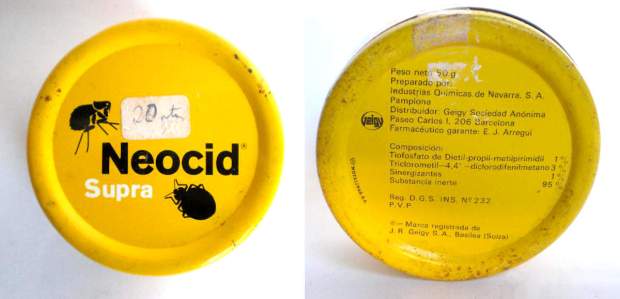 20 pts
Neocid®
Supra
Peso neto 50 g
Preparado por:
Industrias Químicas de Navarra, S. A.
Pamplona
Distribuidor: Geigy Sociedad Anónima
Paseo Carlos I, 206 Barcelona
Farmacéutico garante: E. J. Arregui
Geigy
Composición:
Tiofosfato de Dietil-propil-metilpirimidil 1 %
Triclorometil-4,4'-diclorodifenilmetano 3 %
Sinergizantes 1 %
Substancia inerte 95 %
Reg. D.G.S. INS. Nº 232
P.V.P.
®=Marca registrada de
J. R. Geigy S. A., Basilea (Suiza)